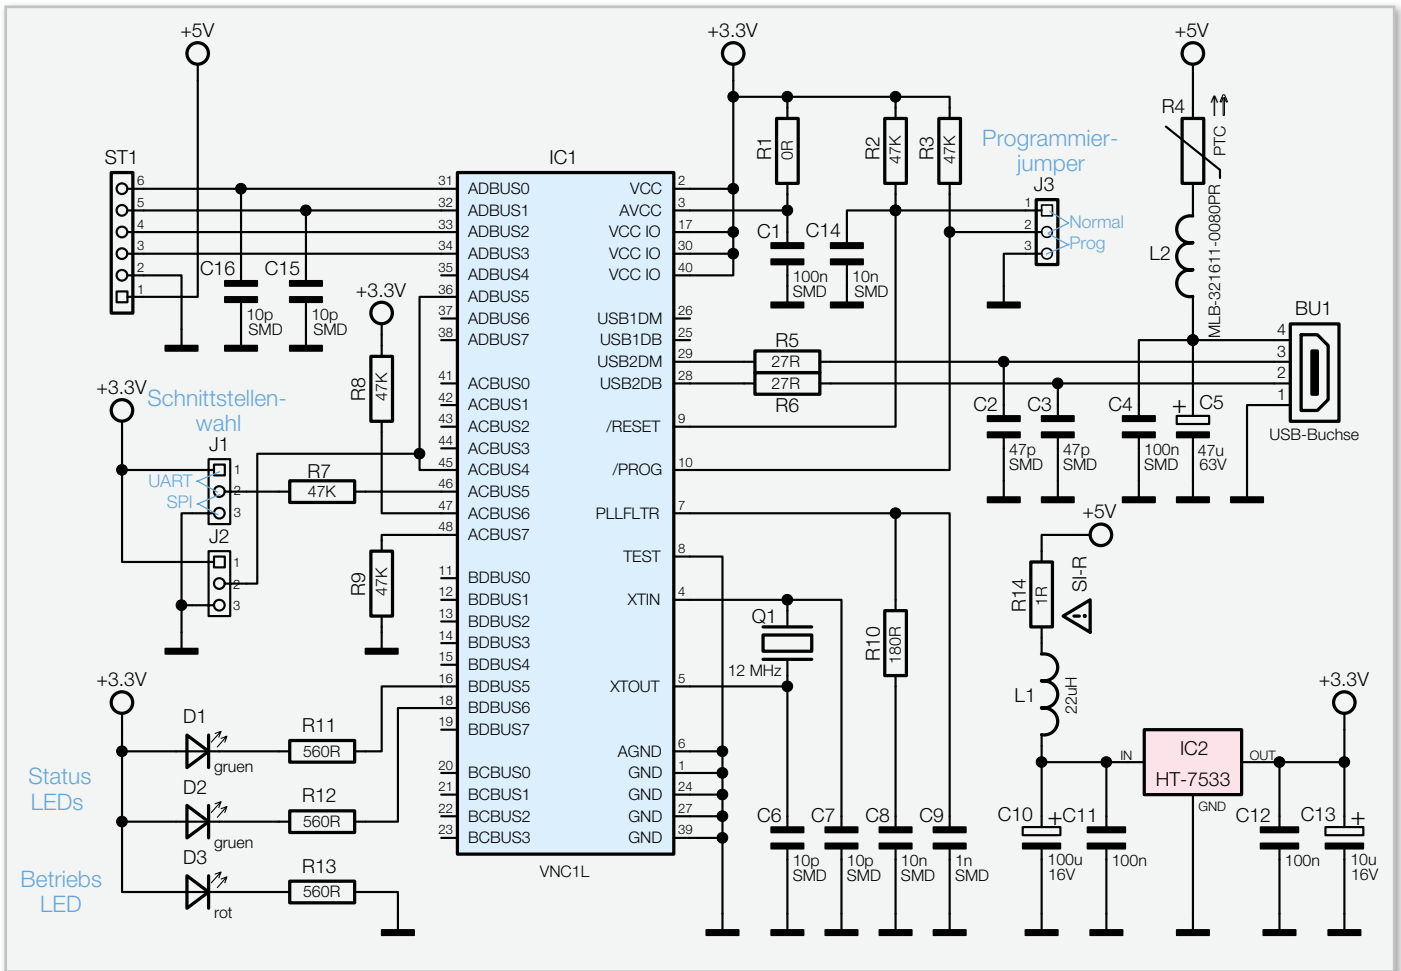 +5V
+3.3V
+5V
R4
PTC
R1
0R
R2
47K
R3
47K
Programmier-
jumper
J3
1
2
3
Normal
Prog
ST1
6
5
4
3
2
1
IC1
31 ADBUS0
32 ADBUS1
33 ADBUS2
34 ADBUS3
35 ADBUS4
36 ADBUS5
37 ADBUS6
38 ADBUS7
41 ACBUS0
42 ACBUS1
43 ACBUS2
44 ACBUS3
45 ACBUS4
46 ACBUS5
47 ACBUS6
48 ACBUS7
11 BDBUS0
12 BDBUS1
13 BDBUS2
14 BDBUS3
15 BDBUS4
16 BDBUS5
18 BDBUS6
19 BDBUS7
20 BCBUS0
21 BCBUS1
22 BCBUS2
23 BCBUS3
VCC 2
AVCC 3
VCC IO 17
VCC IO 30
VCC IO 40
USB1DM 26
USB1DB 25
USB2DM 29
USB2DB 28
/RESET 9
/PROG 10
PLLFLTR 7
TEST 8
XTIN 4
XTOUT 5
AGND 6
GND 1
GND 24
GND 27
GND 39
VNC1L
C16
10p
SMD
C15
10p
SMD
+3.3V
R8
47K
C1
100n
SMD
C14
10n
SMD
L2
MLB-321611-0080PR
BU1
4
3
2
1
USB-Buchse
R5
27R
27R
R6
C2
47p
SMD
C3
47p
SMD
C4
100n
SMD
+
C5
47u
63V
+3.3V
Schnittstellen-
wahl
J1
1
2
3
UART
SPI
R7
47K
J2
1
2
3
R9
47K
Q1
12 MHz
R10
180R
+5V
R14
1R
SI-R
!
L1
22uH
+3.3V
IN
IC2
HT-7533
OUT
GND
C10
+
100u
16V
C11
100n
C12
100n
C13
+
10u
16V
+3.3V
D1
gruen
R11
560R
Status
LEDs
D2
gruen
R12
560R
Betriebs
LED
D3
rot
R13
560R
C6
10p
SMD
C7
10p
SMD
C8
10n
SMD
C9
1n
SMD